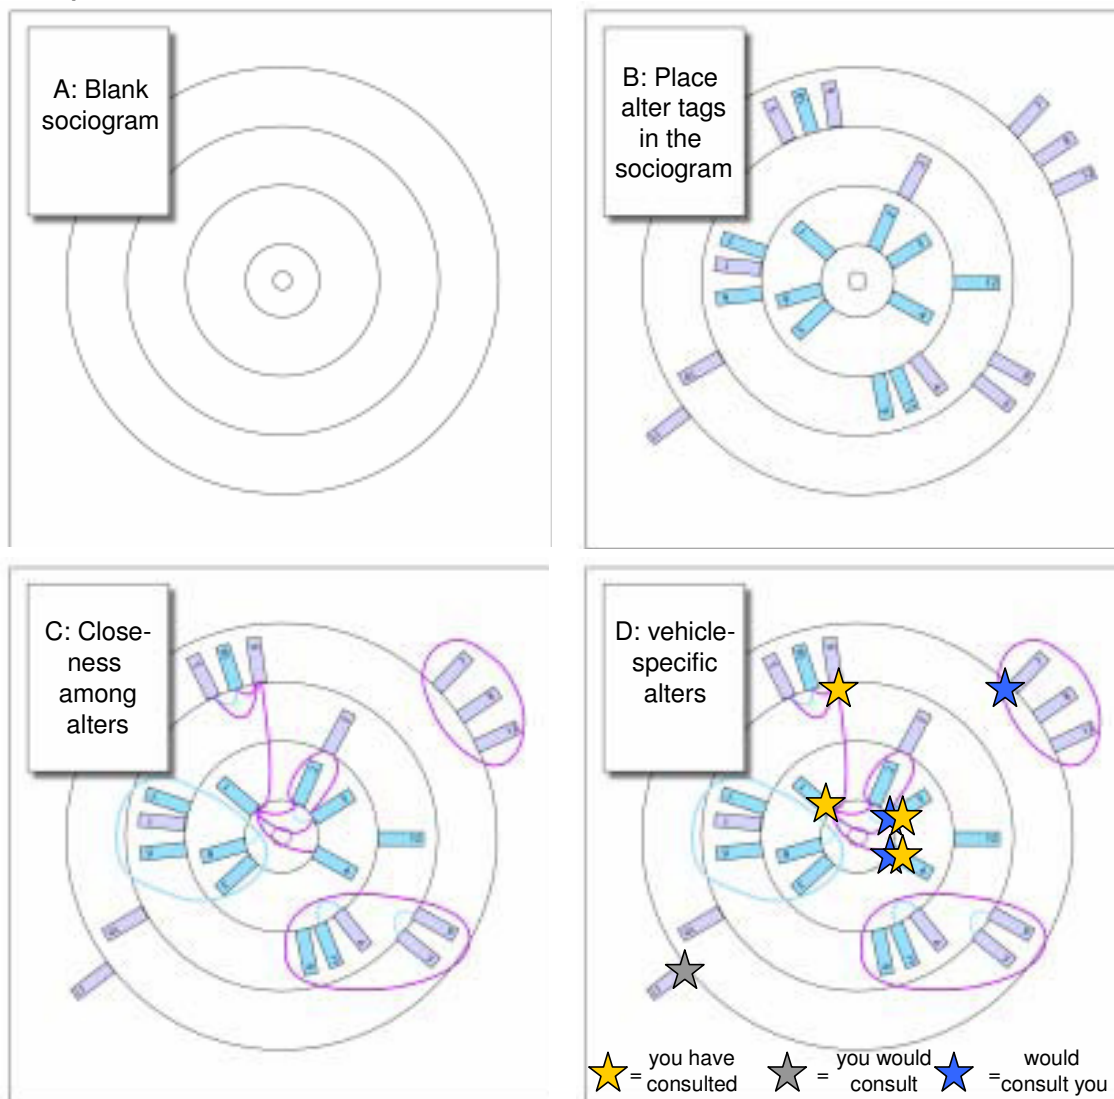 A: Blank
sociogram
B: Place
alter tags
in the
sociogram
C: Close-
ness
among
alters
D: vehicle-
specific
alters
= you have
consulted
= you would
consult
= would
consult you